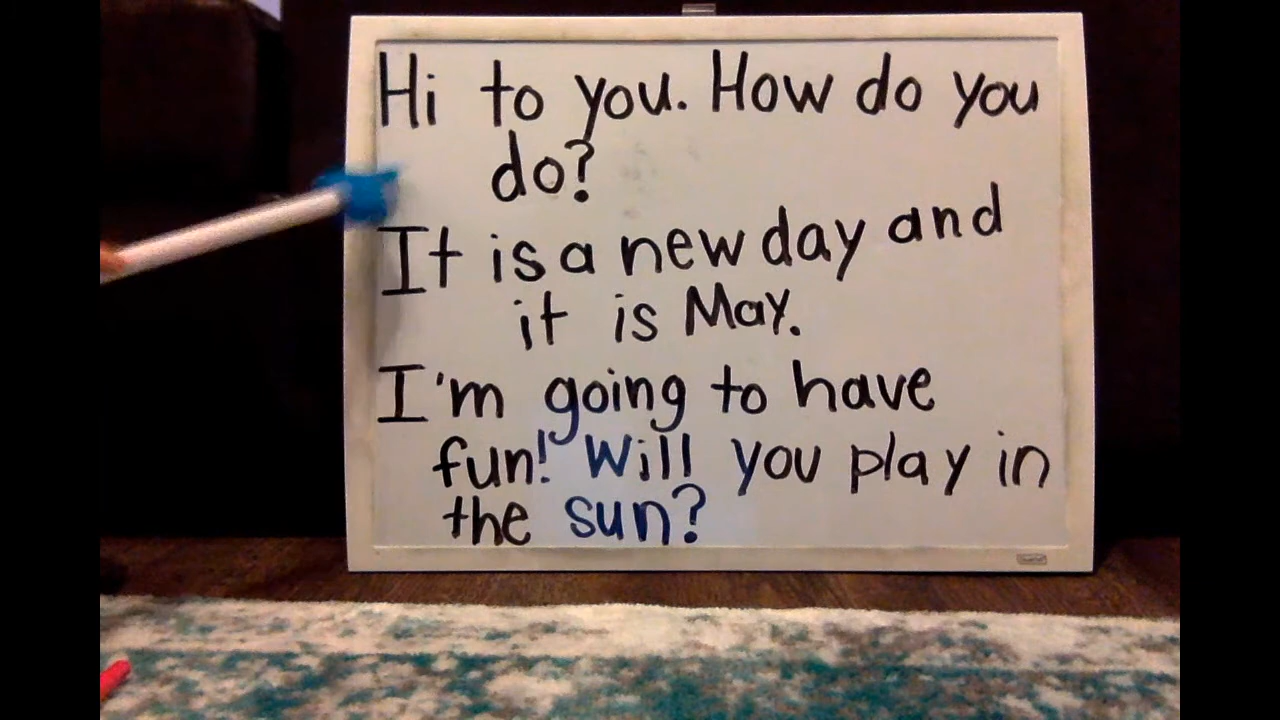 Hi to you. How do you
do?
It is a new day and
it is May.
I'm going to have
fun! Will you play in
the sun?